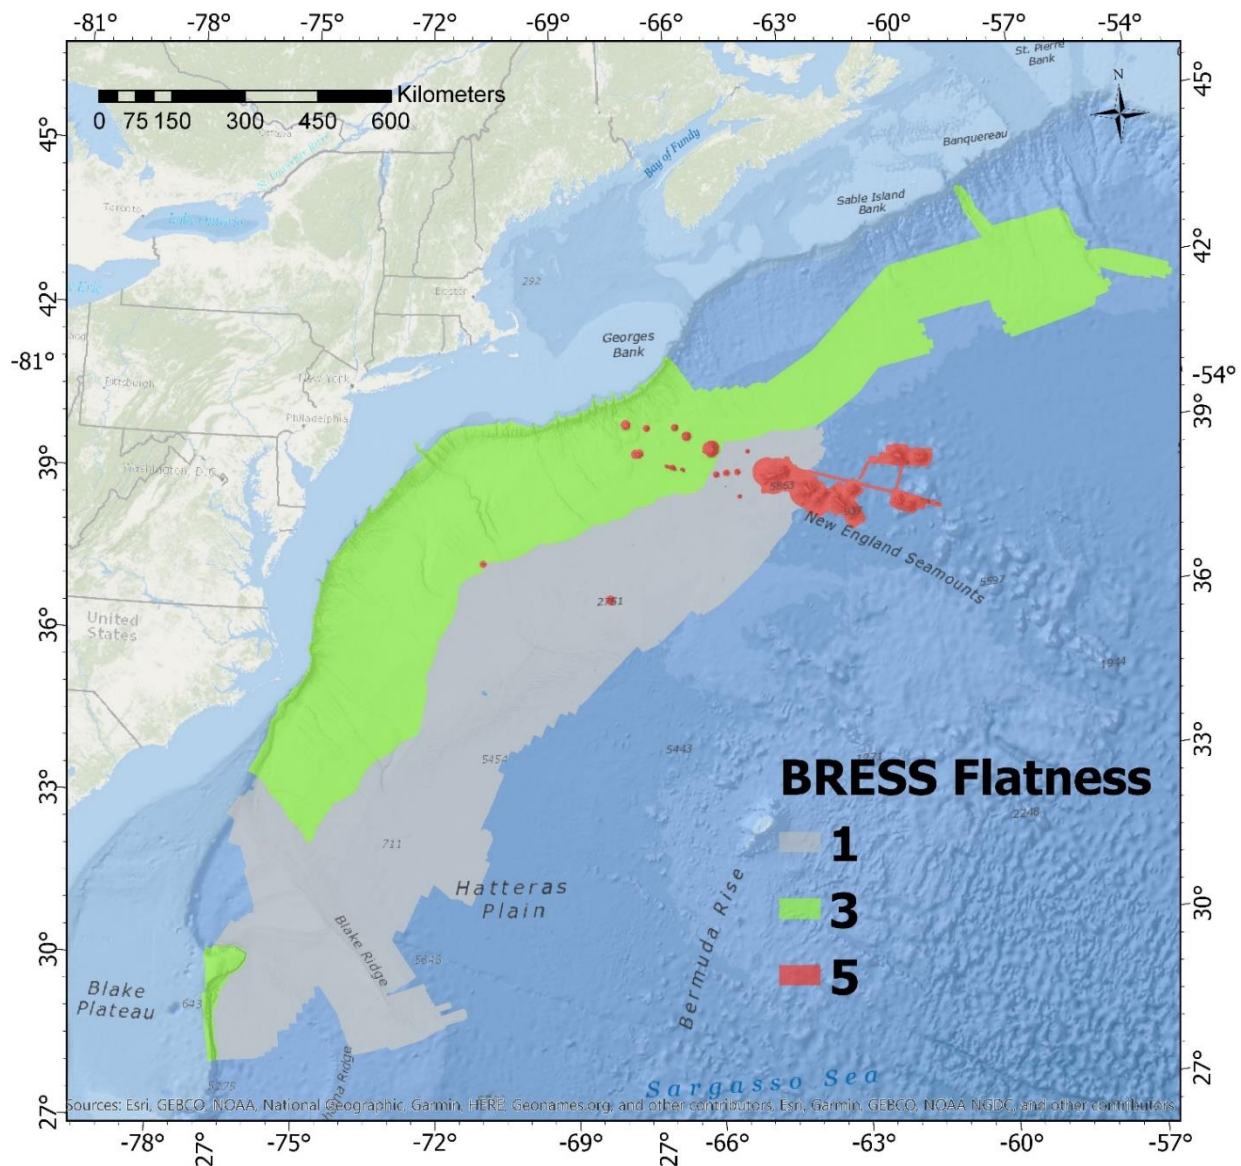 -81° -78° -75° -72° -69° -66° -63° -60° -57° -54°
St. Pierre
Bank
N
Kilometers
0 75 150 300 450 600
45°
45°
Bay of Fundy
Banquereau
Sable Island
Bank
Toronto
Lake Ontario
42°
42°
292
Boston
Georges
Bank
-81°
-54°
New York
Pittsburgh
Philadelphia
39°
39°
Washington, D.C.
New England Seamounts
36°
36°
5597
2751
United
States
1944
33°
33°
5443
5454
BRESS Flatness
2248
1
711
Hatteras
Plain
3
30°
30°
Blake Ridge
5645
Bermuda Rise
5
Blake
Plateau
643
27°
27°
Sargasso Sea
Sources: Esri, GEBCO, NOAA, National Geographic, Garmin, HERE, Geonames.org, and other contributors, Esri, Garmin, GEBCO, NOAA NGDC, and other contributors
-78° 27° -75° -72° -69° 27° -66° -63° -60° -57°